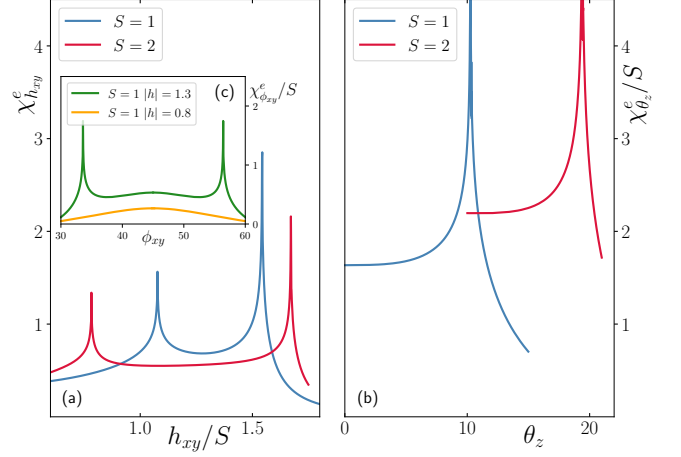 4
3
2
1
χ^e_{h_{xy}}
S = 1
S = 2
S = 1 |h| = 1.3
S = 1 |h| = 0.8
(c)
χ^e_{ϕ_{xy}}/S
2
1
0
30
40
50
60
ϕ_{xy}
(a)
1.0
1.5
h_{xy}/S
S = 1
S = 2
4
3
2
1
χ^e_{θ_z}/S
(b)
0
10
20
θ_z